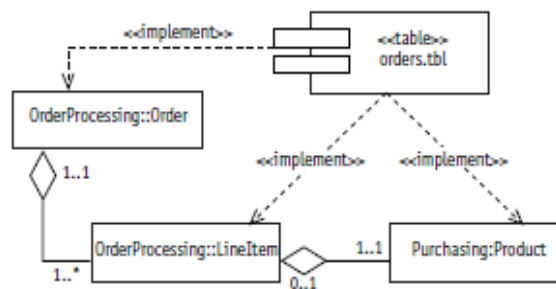 <<implement>>
<<table>>
orders.tbl
OrderProcessing::Order
1..1
<<implement>>
<<implement>>
OrderProcessing::LineItem
1..1
Purchasing:Product
1..*
0..1